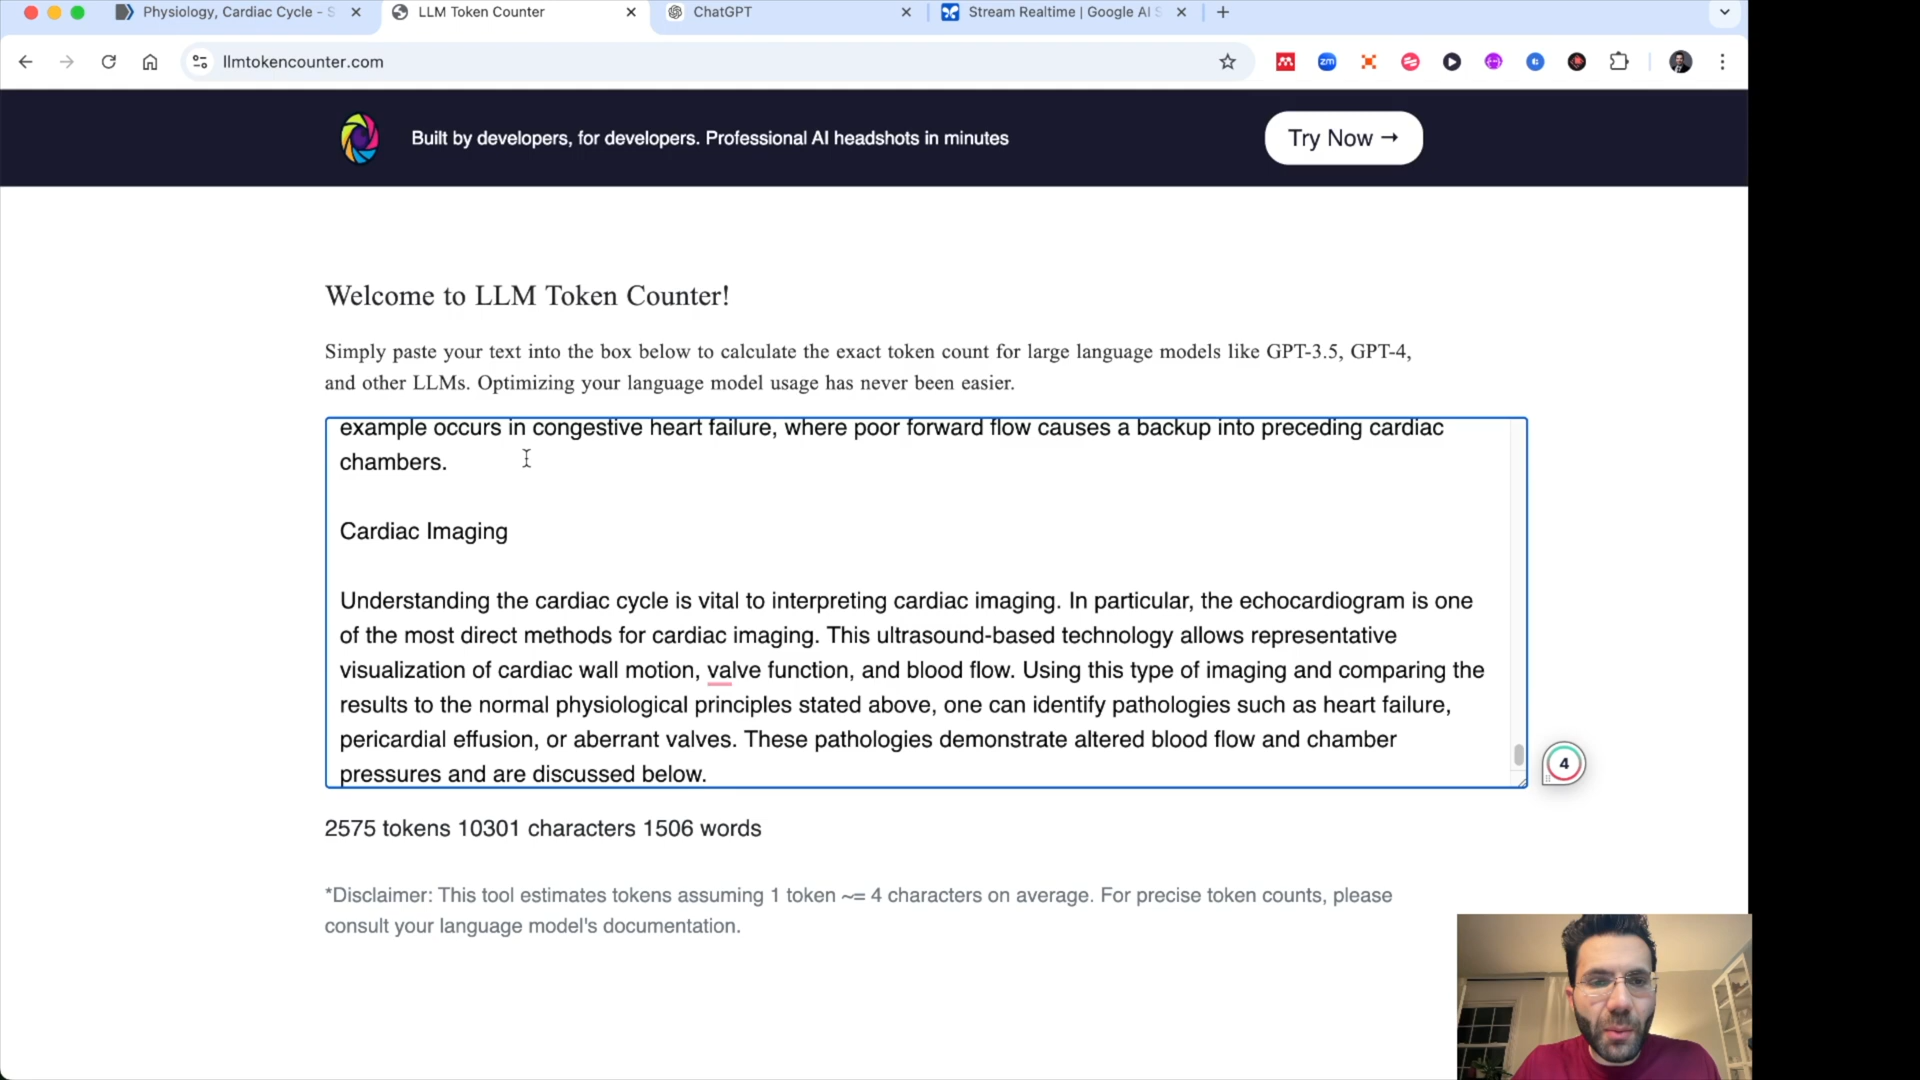 Physiology, Cardiac Cycle - S
LLM Token Counter
ChatGPT
Stream Realtime | Google AI S
llmtokencounter.com
zm
Built by developers, for developers. Professional AI headshots in minutes
Try Now →
Welcome to LLM Token Counter!
Simply paste your text into the box below to calculate the exact token count for large language models like GPT-3.5, GPT-4,
and other LLMs. Optimizing your language model usage has never been easier.
example occurs in congestive heart failure, where poor forward flow causes a backup into preceding cardiac
chambers.
Cardiac Imaging
Understanding the cardiac cycle is vital to interpreting cardiac imaging. In particular, the echocardiogram is one
of the most direct methods for cardiac imaging. This ultrasound-based technology allows representative
visualization of cardiac wall motion, valve function, and blood flow. Using this type of imaging and comparing the
results to the normal physiological principles stated above, one can identify pathologies such as heart failure,
pericardial effusion, or aberrant valves. These pathologies demonstrate altered blood flow and chamber
pressures and are discussed below.
4
2575 tokens 10301 characters 1506 words
*Disclaimer: This tool estimates tokens assuming 1 token ~= 4 characters on average. For precise token counts, please
consult your language model's documentation.